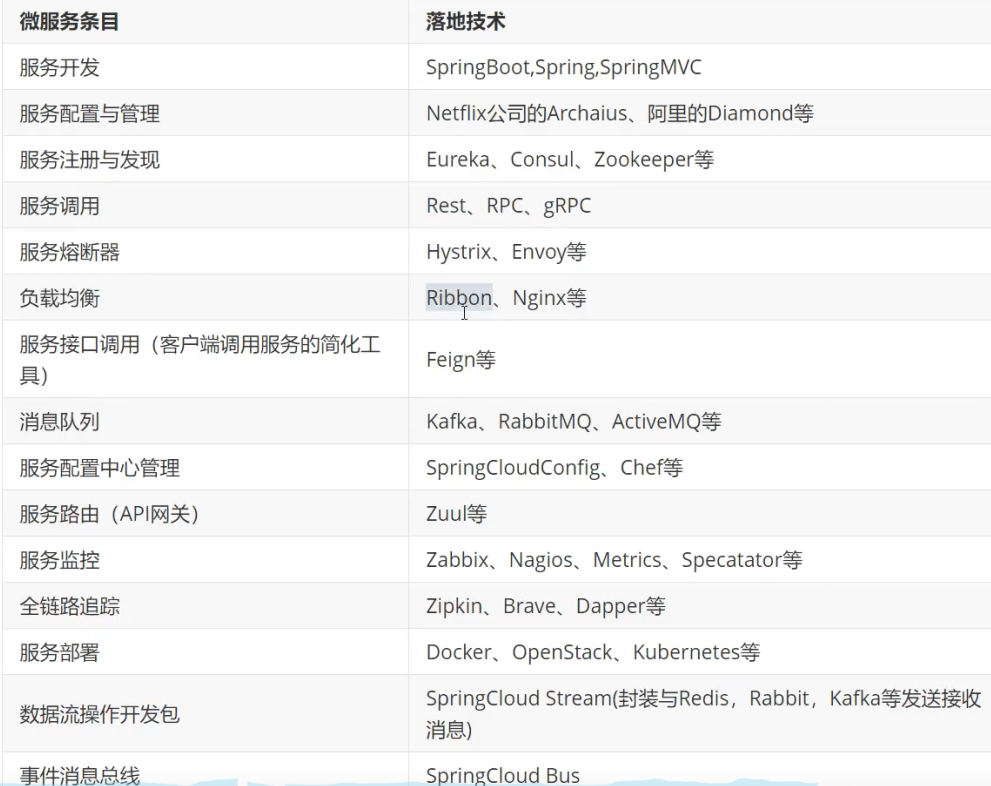 微服务条目
落地技术
服务开发
SpringBoot,Spring,SpringMVC
服务配置与管理
Netflix公司的Archaius、阿里的Diamond等
服务注册与发现
Eureka、Consul、Zookeeper等
服务调用
Rest、RPC、gRPC
服务熔断器
Hystrix、Envoy等
负载均衡
Ribbon、Nginx等
服务接口调用（客户端调用服务的简化工
具）
Feign等
消息队列
Kafka、RabbitMQ、ActiveMQ等
服务配置中心管理
SpringCloudConfig、Chef等
服务路由（API网关）
Zuul等
服务监控
Zabbix、Nagios、Metrics、Specatator等
全链路追踪
Zipkin、Brave、Dapper等
服务部署
Docker、OpenStack、Kubernetes等
数据流操作开发包
SpringCloud Stream(封装与Redis，Rabbit，Kafka等发送接收
消息)
事件消息总线
SpringCloud Bus